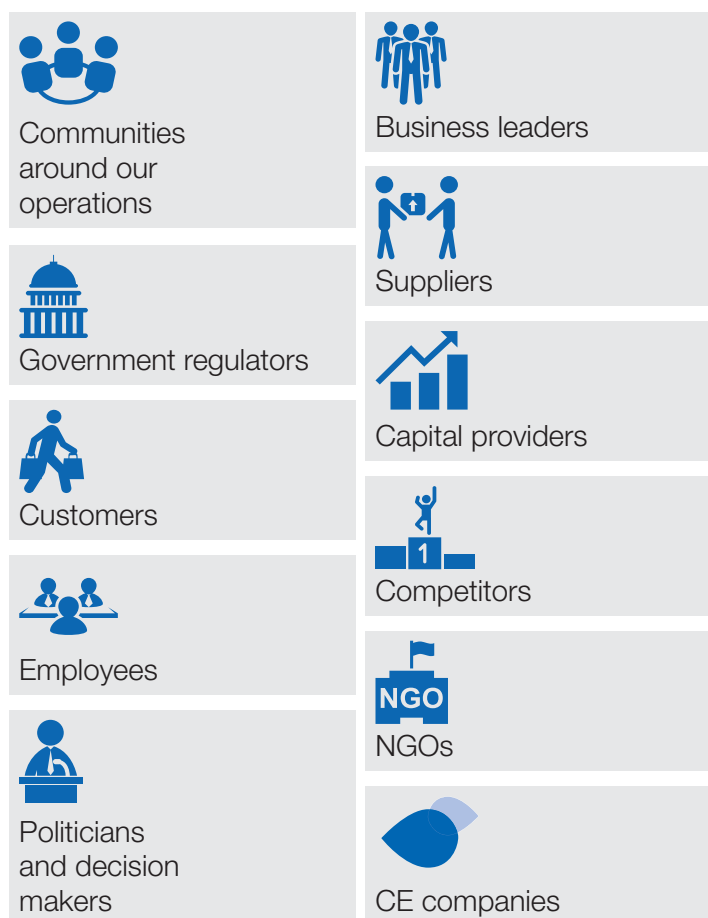 Communities
around our
operations
Government regulators
Customers
Employees
Politicians
and decision
makers
Business leaders
Suppliers
Capital providers
1
Competitors
NGO
NGOs
CE companies